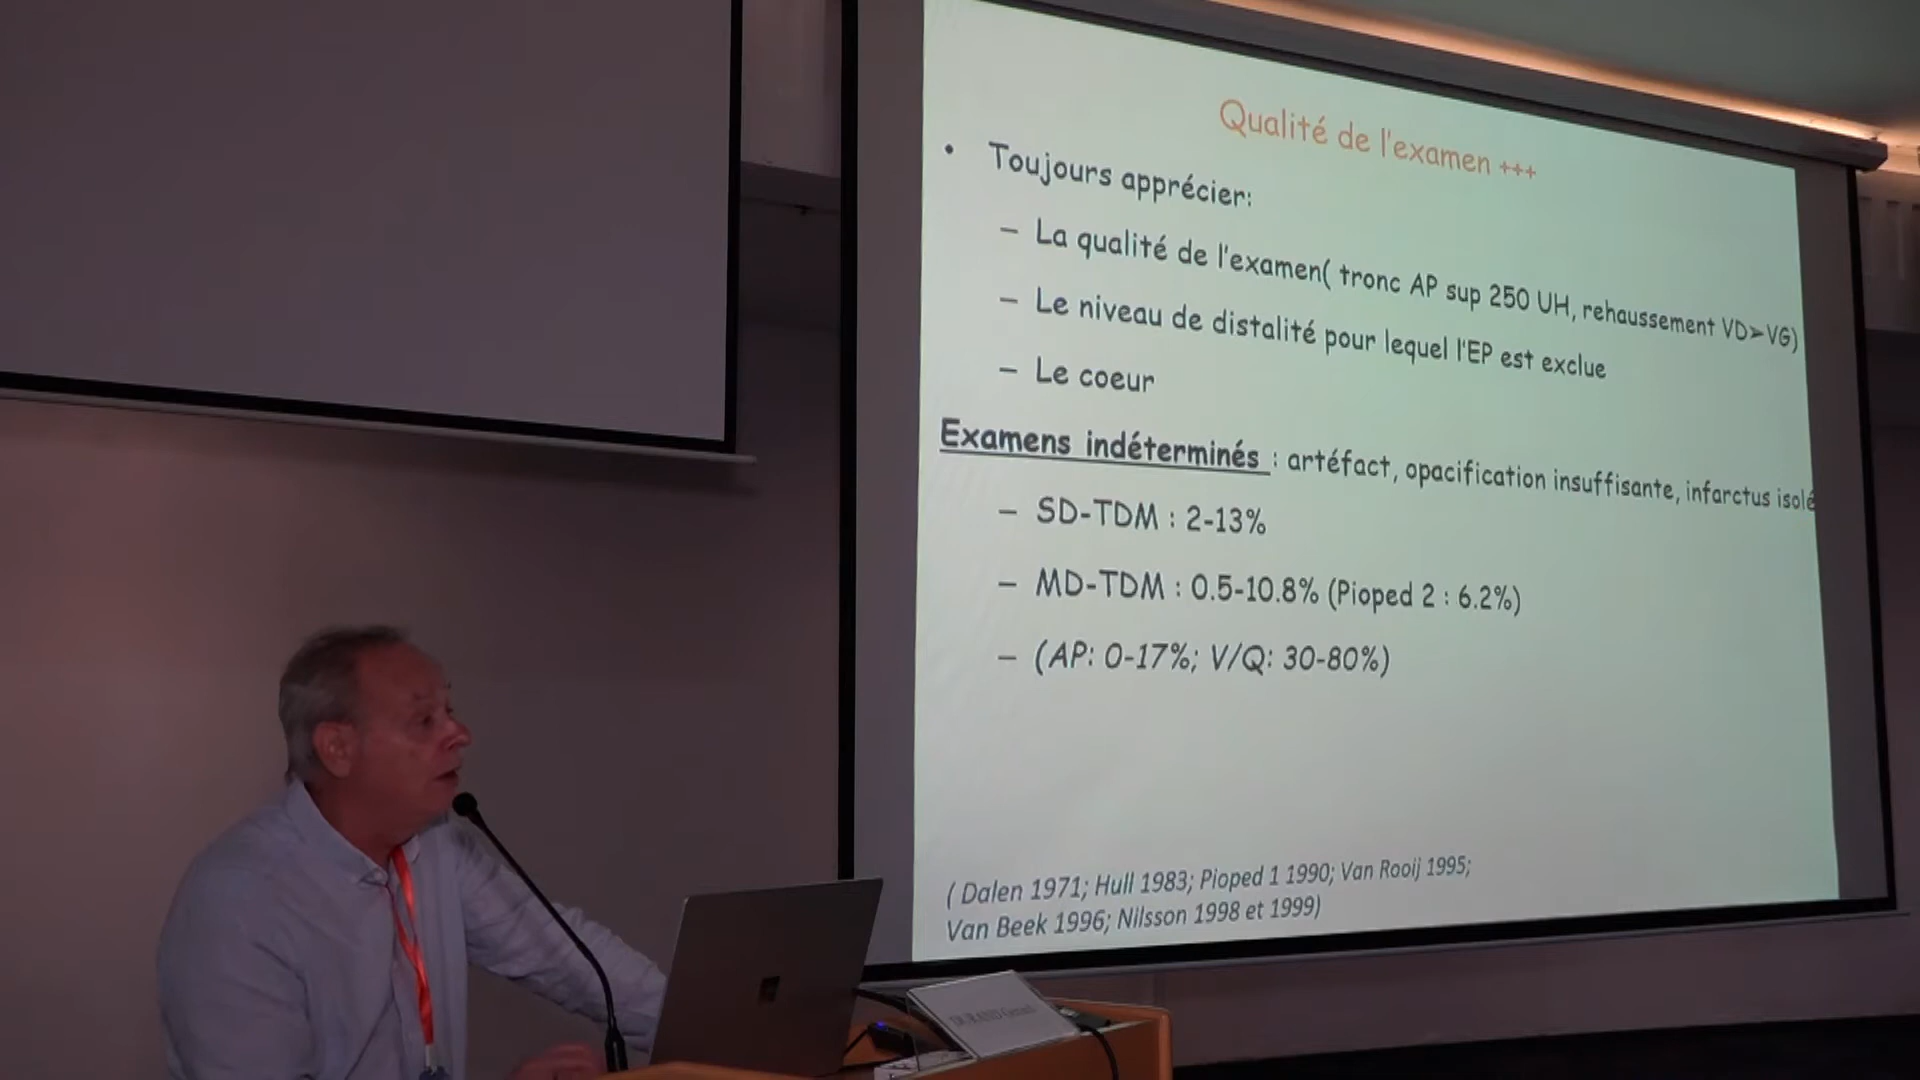 Qualité de l'examen +++
• Toujours apprécier:
– La qualité de l'examen( tronc AP sup 250 UH, rehaussement VD➢VG)
– Le niveau de distalité pour lequel l'EP est exclue
– Le coeur
Examens indéterminés : artéfact, opacification insuffisante, infarctus isolé
– SD-TDM : 2-13%
– MD-TDM : 0.5-10.8% (Pioped 2 : 6.2%)
– (AP: 0-17%; V/Q: 30-80%)
( Dalen 1971; Hull 1983; Pioped 1 1990; Van Rooij 1995;
Van Beek 1996; Nilsson 1998 et 1999)
DURAND